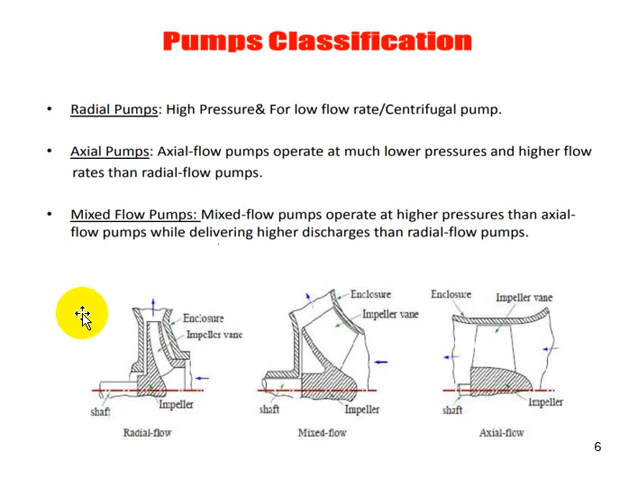 Pumps Classification
• Radial Pumps: High Pressure& For low flow rate/Centrifugal pump.
• Axial Pumps: Axial-flow pumps operate at much lower pressures and higher flow
rates than radial-flow pumps.
• Mixed Flow Pumps: Mixed-flow pumps operate at higher pressures than axial-
flow pumps while delivering higher discharges than radial-flow pumps.
Enclosure
Impeller vane
shaft
Impeller
Radial-flow
Enclosure
Impeller vane
shaft
Impeller
Mixed-flow
Enclosure
Impeller vane
shaft
Impeller
Axial-flow
6